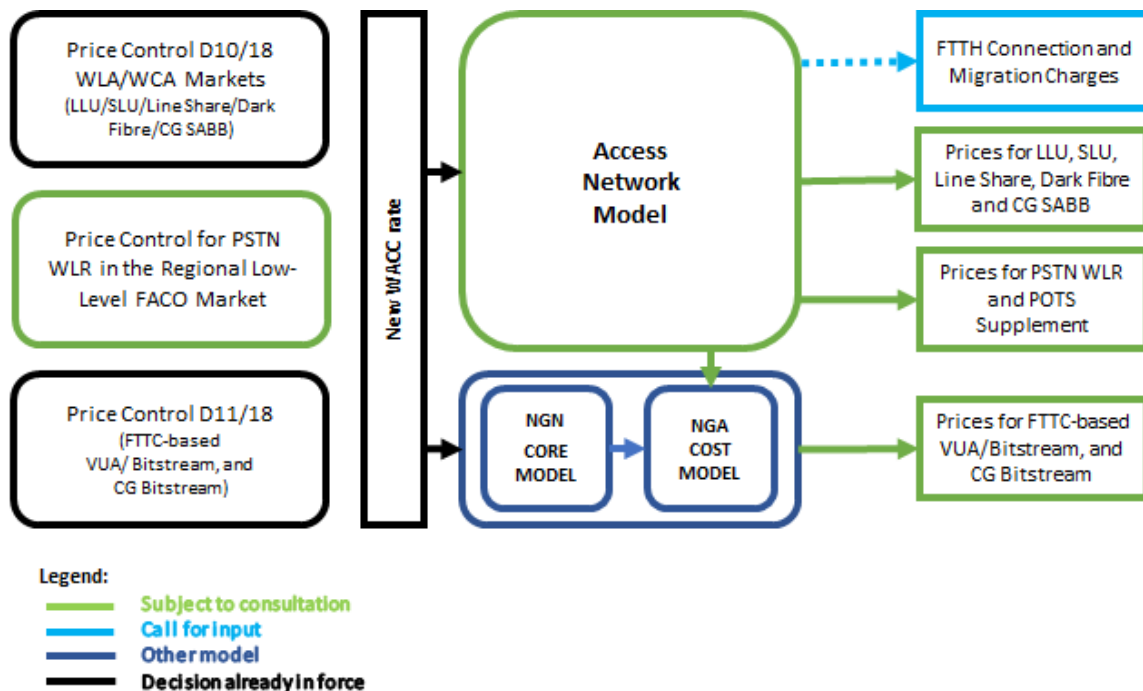 Price Control D10/18
WLA/WCA Markets
(LLU/SLU/Line Share/Dark
Fibre/CG SABB)
Price Control for PSTN
WLR in the Regional Low-
Level FACO Market
Price Control D11/18
(FTTC-based
VUA/ Bitstream, and
CG Bitstream)
New WACC rate
Access
Network
Model
NGN
CORE
MODEL
NGA
COST
MODEL
FTTH Connection and
Migration Charges
Prices for LLU, SLU,
Line Share, Dark Fibre
and CG SABB
Prices for PSTN WLR
and POTS
Supplement
Prices for FTTC-based
VUA/Bitstream, and
CG Bitstream
Legend:
Subject to consultation
Call for input
Other model
Decision already in force